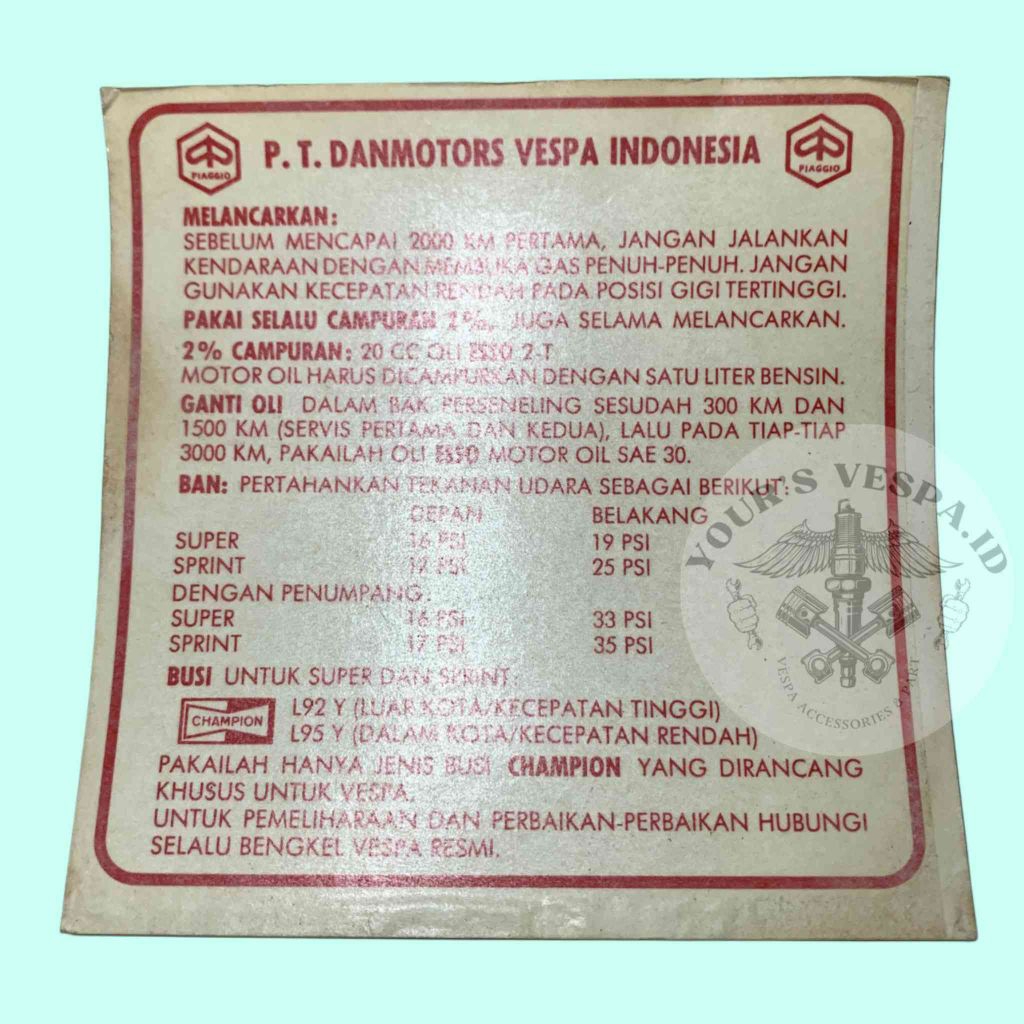 P. T. DANMOTORS VESPA INDONESIA
PIAGGIO
PIAGGIO
MELANCARKAN:
SEBELUM MENCAPAI 2000 KM PERTAMA, JANGAN JALANKAN
KENDARAAN DENGAN MEMBUKA GAS PENUH-PENUH. JANGAN
GUNAKAN KECEPATAN RENDAH PADA POSISI GIGI TERTINGGI.
PAKAI SELALU CAMPURAN 2%, JUGA SELAMA MELANCARKAN.
2% CAMPURAN: 20 CC OLI ESSO 2-T
MOTOR OIL HARUS DICAMPURKAN DENGAN SATU LITER BENSIN.
GANTI OLI DALAM BAK PERSENELING SESUDAH 300 KM DAN
1500 KM (SERVIS PERTAMA DAN KEDUA), LALU PADA TIAP-TIAP
3000 KM, PAKAILAH OLI ESSO MOTOR OIL SAE 30.
BAN: PERTAHANKAN TEKANAN UDARA SEBAGAI BERIKUT:
DEPAN BELAKANG
SUPER 16 PSI 19 PSI
SPRINT PSI 25 PSI
DENGAN PENUMPANG:
SUPER 16 PSI 33 PSI
SPRINT 17 PSI 35 PSI
BUSI UNTUK SUPER DAN SPRINT:
CHAMPION
L92 Y (LUAR KOTA/KECEPATAN TINGGI)
L95 Y (DALAM KOTA/KECEPATAN RENDAH)
PAKAILAH HANYA JENIS BUSI CHAMPION YANG DIRANCANG
KHUSUS UNTUK VESPA.
UNTUK PEMELIHARAAN DAN PERBAIKAN-PERBAIKAN HUBUNGI
SELALU BENGKEL VESPA RESMI.
YOUR'S VESPA.ID
VESPA ACCESSORIES & PART